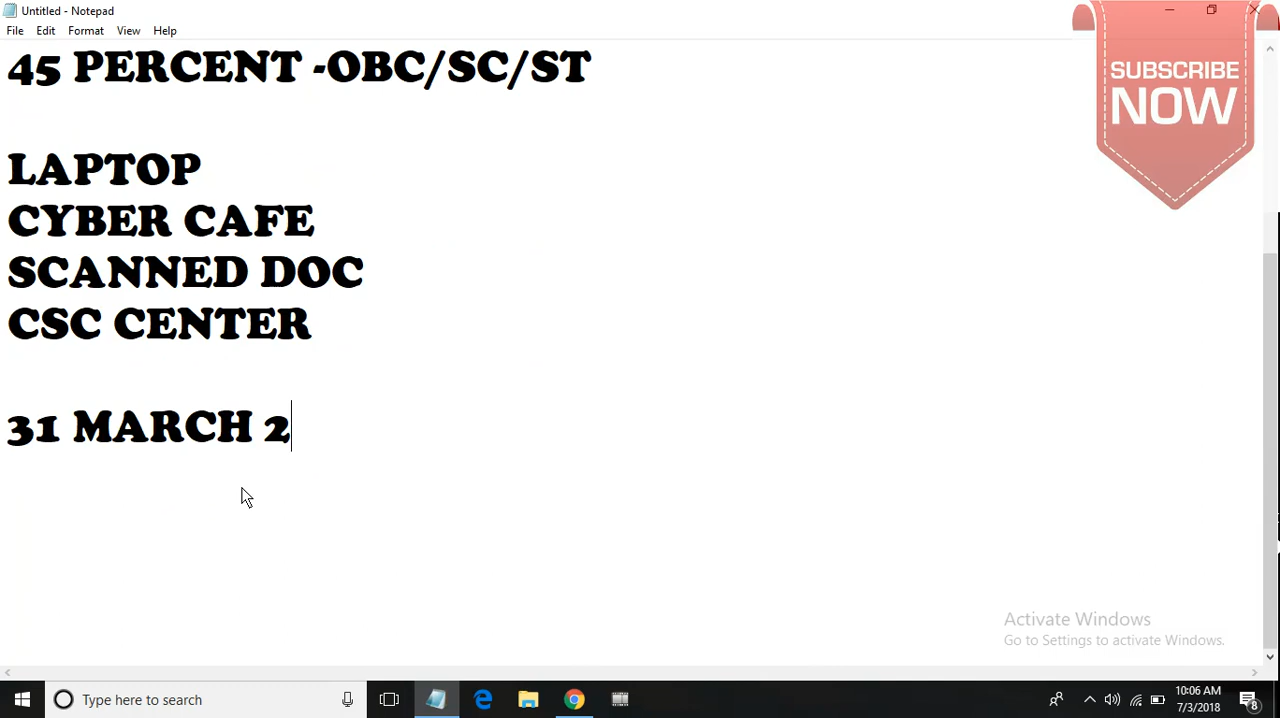 Untitled - Notepad
File Edit Format View Help
45 PERCENT -OBC/SC/ST
LAPTOP
CYBER CAFE
SCANNED DOC
CSC CENTER
31 MARCH 2
SUBSCRIBE
NOW
Activate Windows
Go to Settings to activate Windows.
Type here to search
10:06 AM
7/3/2018
8